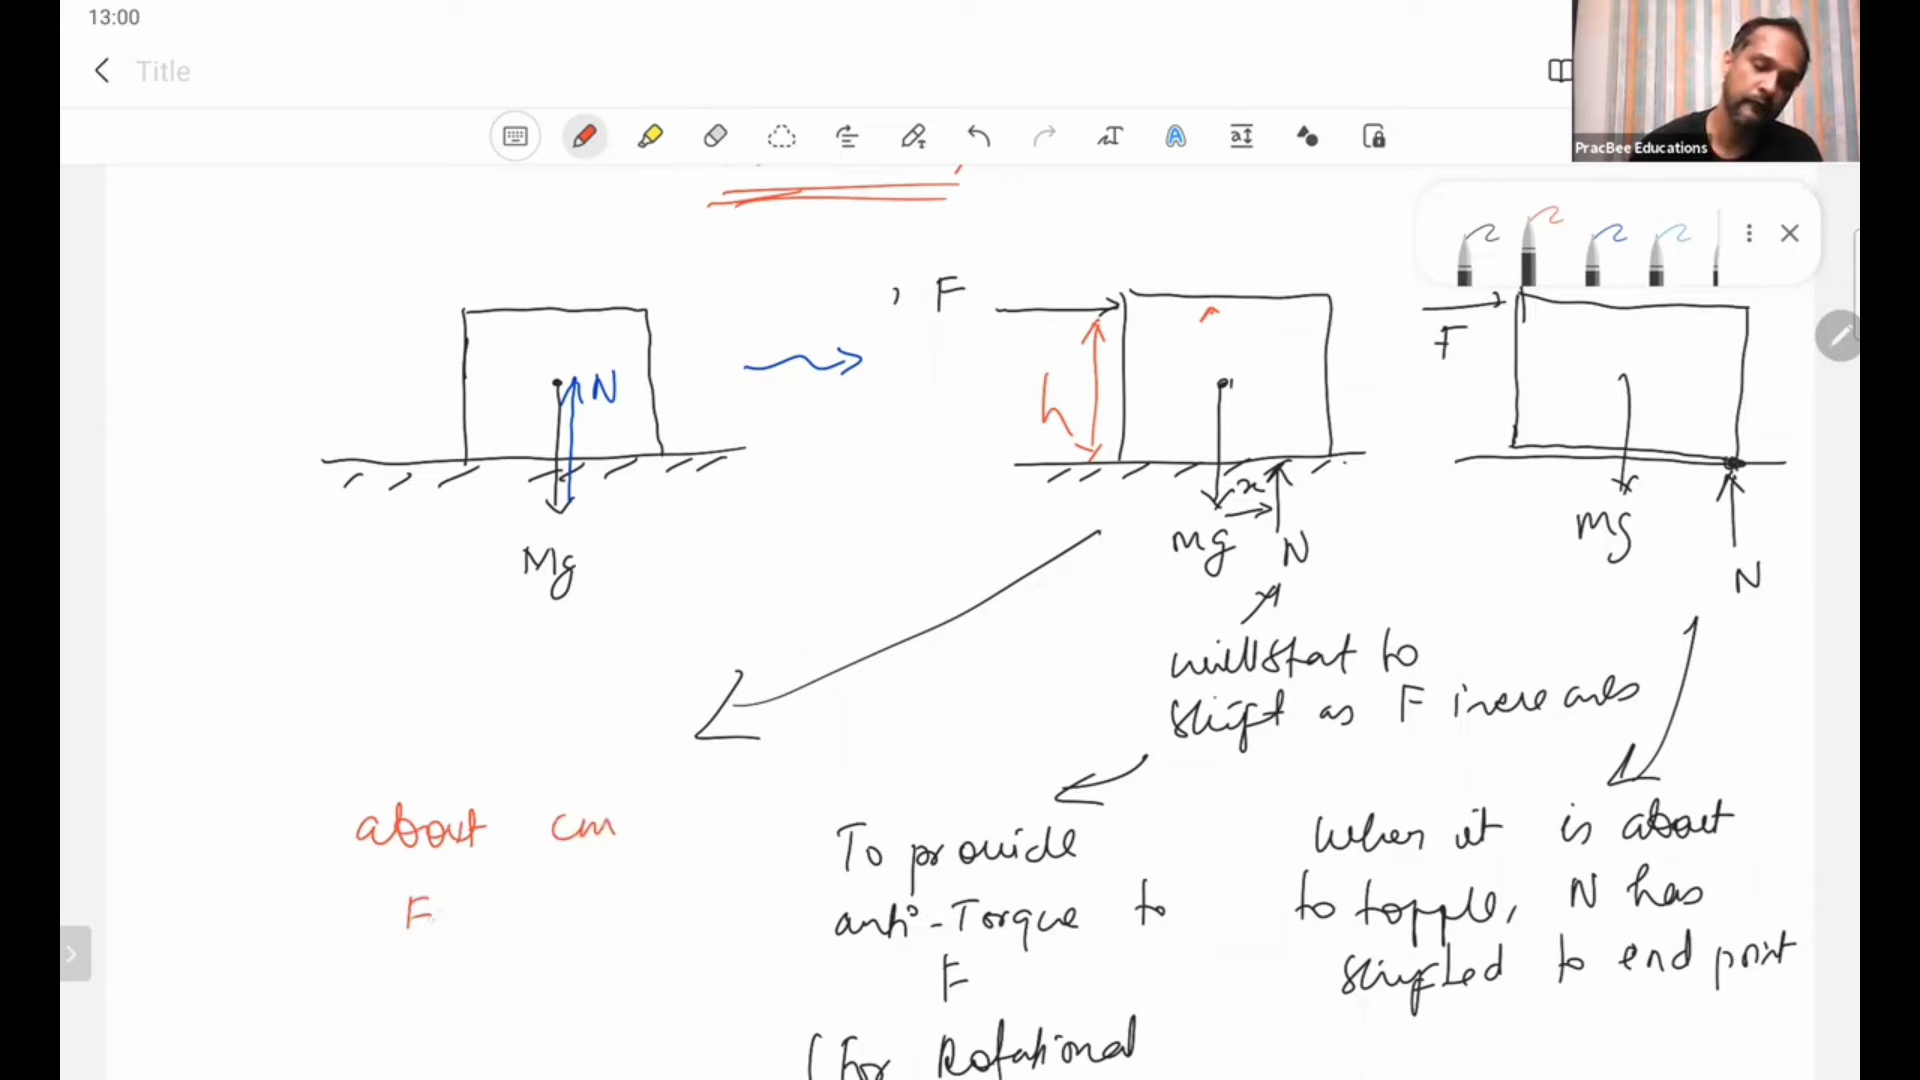 13:00
Title
PracBee Educations
N
Mg
F
h
x
mg
N
F
mg
N
will start to
shift as F increases
about cm
F
To provide
anti-Torque to
F
(For Rotational
When it is about
to topple, N has
shifted to end point